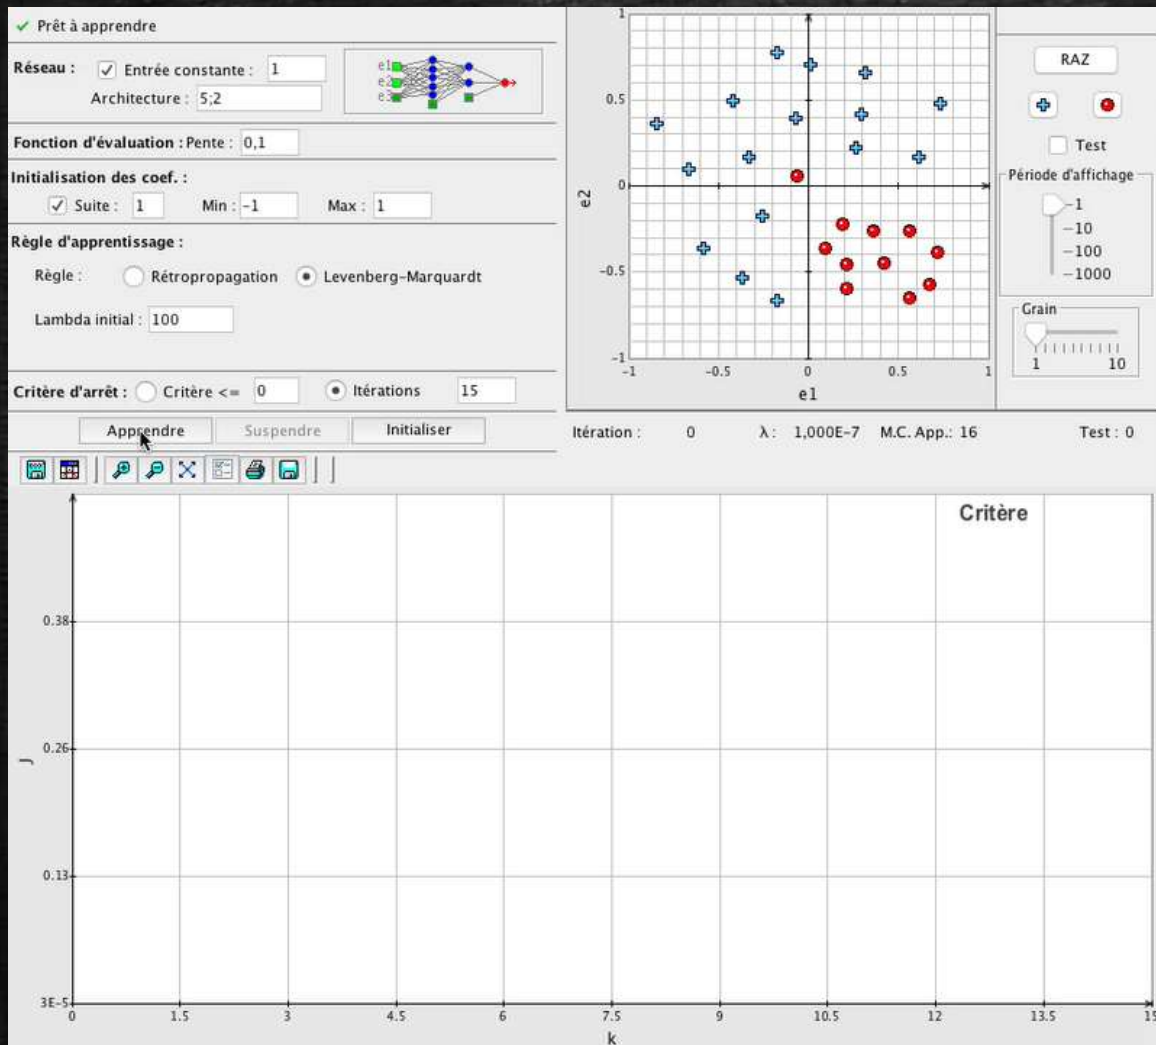 Prêt à apprendre
Réseau : Entrée constante : 1
Architecture : 5;2
e1
e2
e3
Fonction d'évaluation : Pente : 0,1
Initialisation des coef. :
Suite : 1 Min : -1 Max : 1
Règle d'apprentissage :
Règle : Rétropropagation Levenberg-Marquardt
Lambda initial : 100
Critère d'arrêt : Critère <= 0 Itérations 15
Apprendre Suspendre Initialiser
1
0.5
0
-0.5
-1
e2
-1 -0.5 0 0.5 1
e1
RAZ
Test
Période d'affichage
-1
-10
-100
-1000
Grain
1 10
Itération : 0 λ : 1,000E-7 M.C. App.: 16 Test : 0
Critère
0.38
0.26
0.13
3E-5
J
0 1.5 3 4.5 6 7.5 9 10.5 12 13.5 15
k